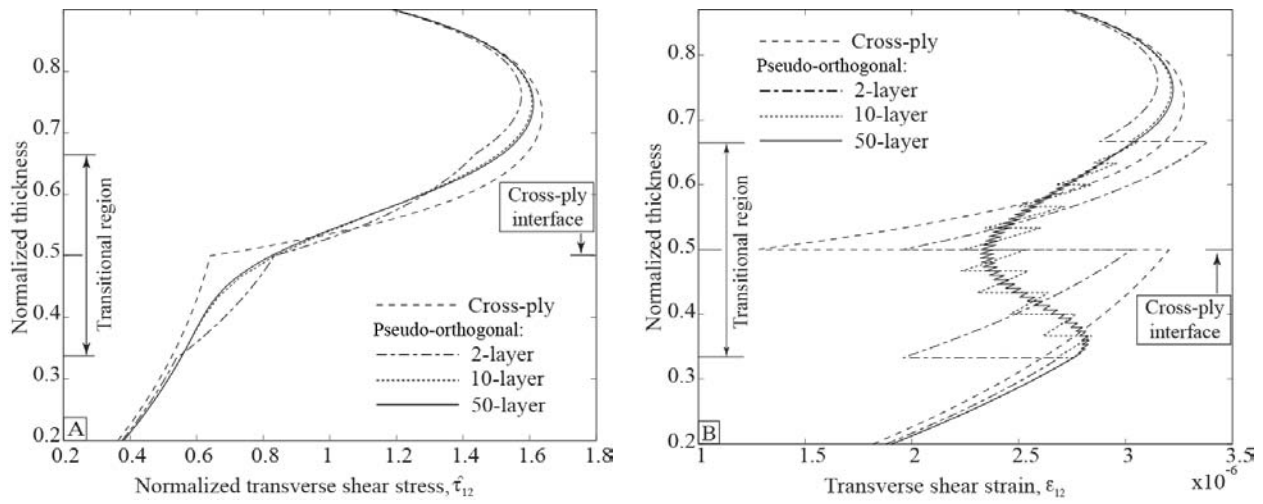 0.8
0.7
0.6
0.5
0.4
0.3
0.2
Normalized thickness
Transitional region
Cross-ply
interface
Cross-ply
Pseudo-orthogonal:
2-layer
10-layer
50-layer
A
0.2 0.4 0.6 0.8 1.0 1.2 1.4 1.6 1.8
Normalized transverse shear stress, τ̂₁₂
0.8
0.7
0.6
0.5
0.4
0.3
0.2
Normalized thickness
Transitional region
Cross-ply
Pseudo-orthogonal:
2-layer
10-layer
50-layer
Cross-ply
interface
B
1 1.5 2 2.5 3 3.5
x10⁻⁶
Transverse shear strain, ε₁₂